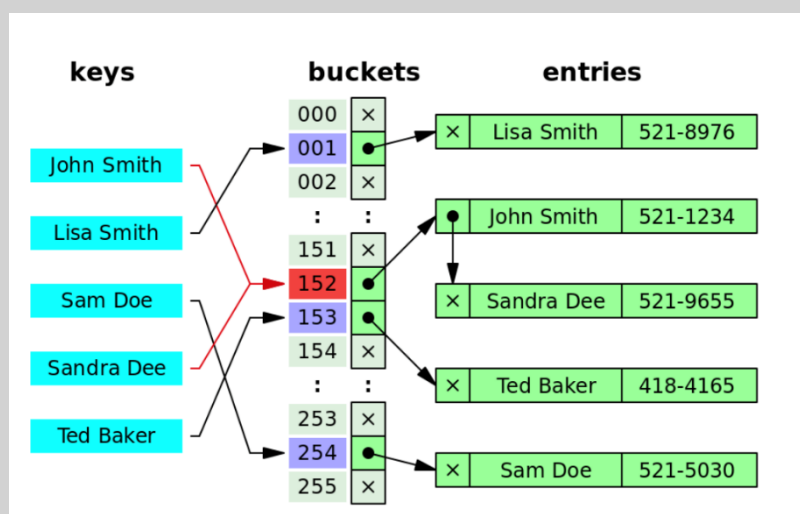 keys
buckets
entries
John Smith
Lisa Smith
Sam Doe
Sandra Dee
Ted Baker
000 ×
001
002 ×
: :
151 ×
152
153
154 ×
: :
253 ×
254
255 ×
× Lisa Smith 521-8976
John Smith 521-1234
× Sandra Dee 521-9655
× Ted Baker 418-4165
× Sam Doe 521-5030